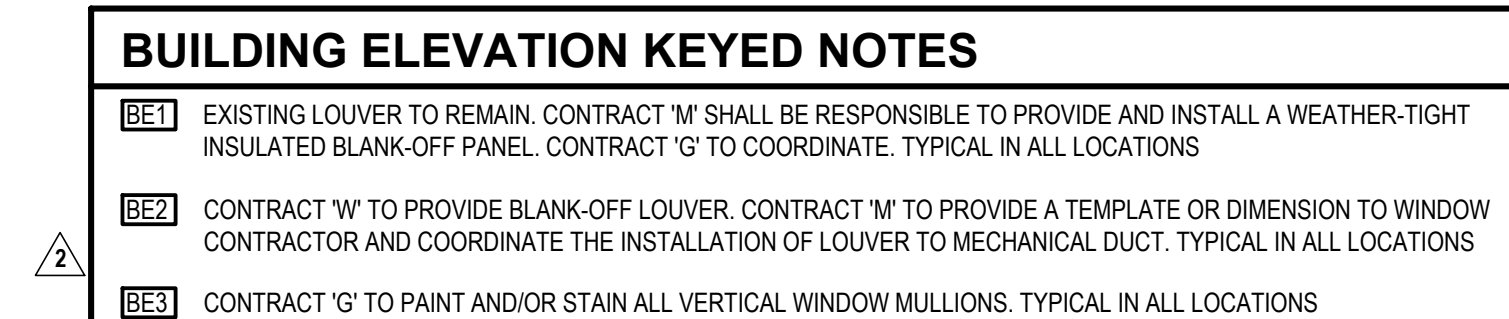 BUILDING ELEVATION KEYED NOTES
BE1 EXISTING LOUVER TO REMAIN. CONTRACT 'M' SHALL BE RESPONSIBLE TO PROVIDE AND INSTALL A WEATHER-TIGHT
INSULATED BLANK-OFF PANEL. CONTRACT 'G' TO COORDINATE. TYPICAL IN ALL LOCATIONS
BE2 CONTRACT 'W' TO PROVIDE BLANK-OFF LOUVER. CONTRACT 'M' TO PROVIDE A TEMPLATE OR DIMENSION TO WINDOW
CONTRACTOR AND COORDINATE THE INSTALLATION OF LOUVER TO MECHANICAL DUCT. TYPICAL IN ALL LOCATIONS
2
BE3 CONTRACT 'G' TO PAINT AND/OR STAIN ALL VERTICAL WINDOW MULLIONS. TYPICAL IN ALL LOCATIONS